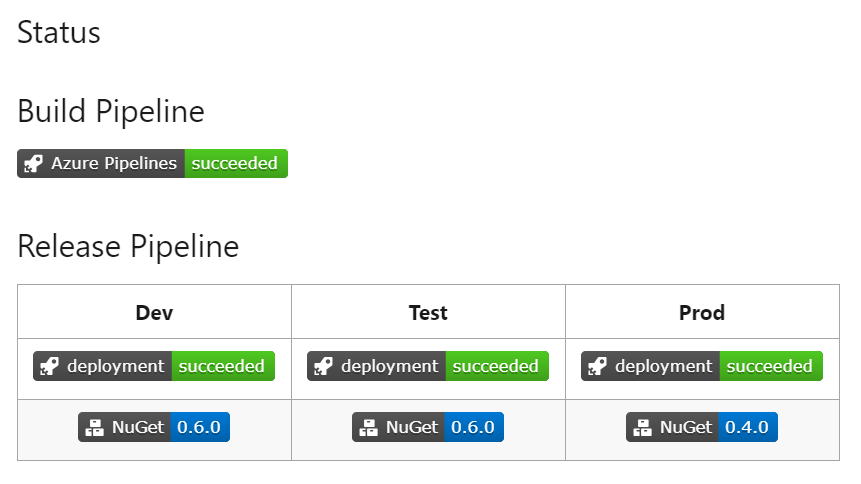 Status
Build Pipeline
Azure Pipelines succeeded
Release Pipeline
Dev Test Prod
deployment succeeded deployment succeeded deployment succeeded
NuGet 0.6.0 NuGet 0.6.0 NuGet 0.4.0